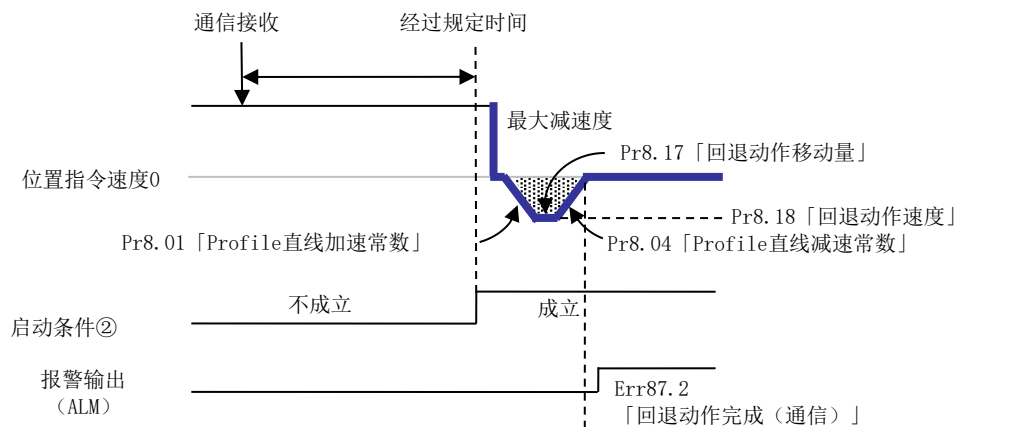 通信接收
经过规定时间
最大减速度
Pr8.17「回退动作移动量」
位置指令速度0
Pr8.18「回退动作速度」
Pr8.01「Profile直线加速常数」
Pr8.04「Profile直线减速常数」
不成立
成立
启动条件②
报警输出
（ALM）
Err87.2
「回退动作完成（通信）」